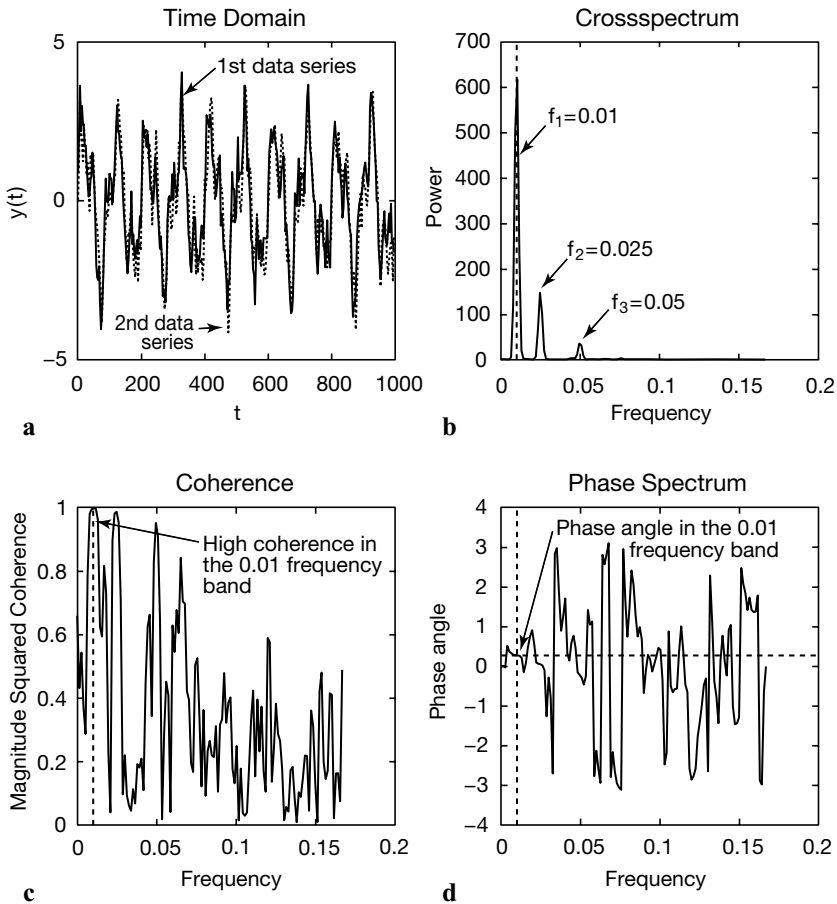 Time Domain
5
0
−5
y(t)
1st data series
2nd data
series
0
200
400
600
800
1000
t
a
Crossspectrum
700
600
500
400
300
200
100
0
Power
f1=0.01
f2=0.025
f3=0.05
0
0.05
0.1
0.15
0.2
Frequency
b
Coherence
1
0.8
0.6
0.4
0.2
0
Magnitude Squared Coherence
High coherence in
the 0.01 frequency
band
0
0.05
0.1
0.15
0.2
Frequency
c
Phase Spectrum
4
3
2
1
0
−1
−2
−3
−4
Phase angle
Phase angle in the 0.01
frequency band
0
0.05
0.1
0.15
0.2
Frequency
d